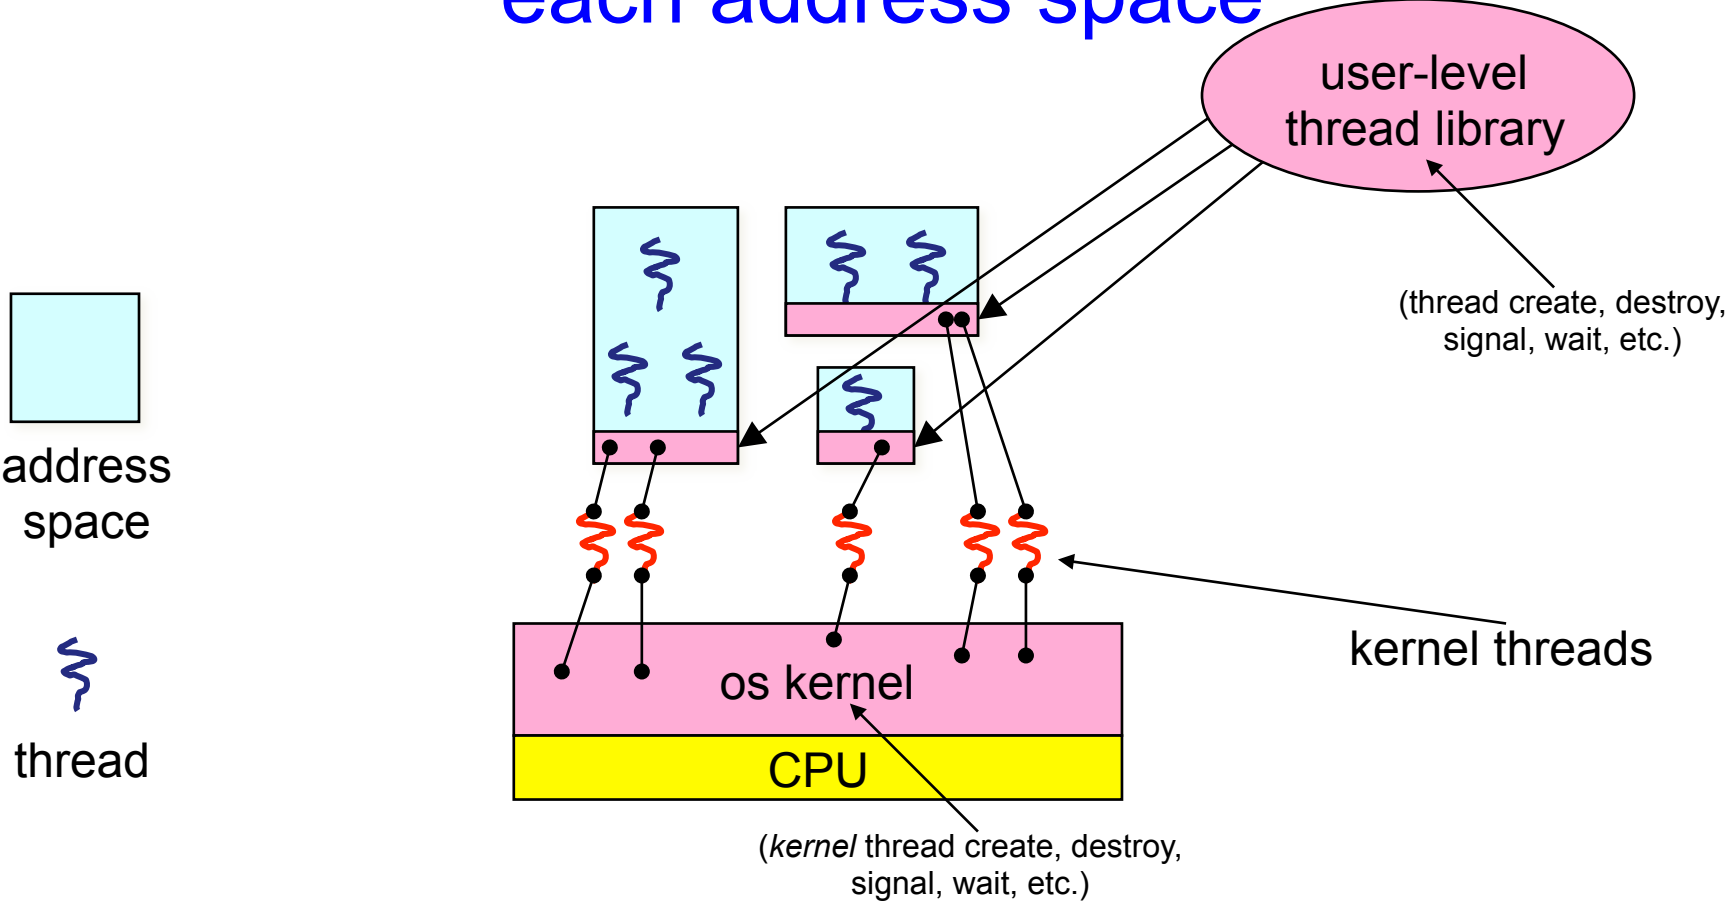 each address space
user-level
thread library
(thread create, destroy,
signal, wait, etc.)
address
space
thread
os kernel
CPU
kernel threads
(kernel thread create, destroy,
signal, wait, etc.)